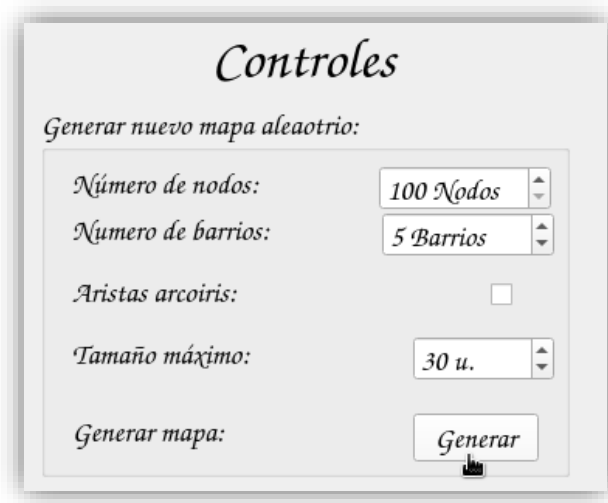 Controles
Generar nuevo mapa aleaotrio:
Número de nodos: 100 Nodos
Numero de barrios: 5 Barrios
Aristas arcoiris:
Tamaño máximo: 30 u.
Generar mapa: Generar